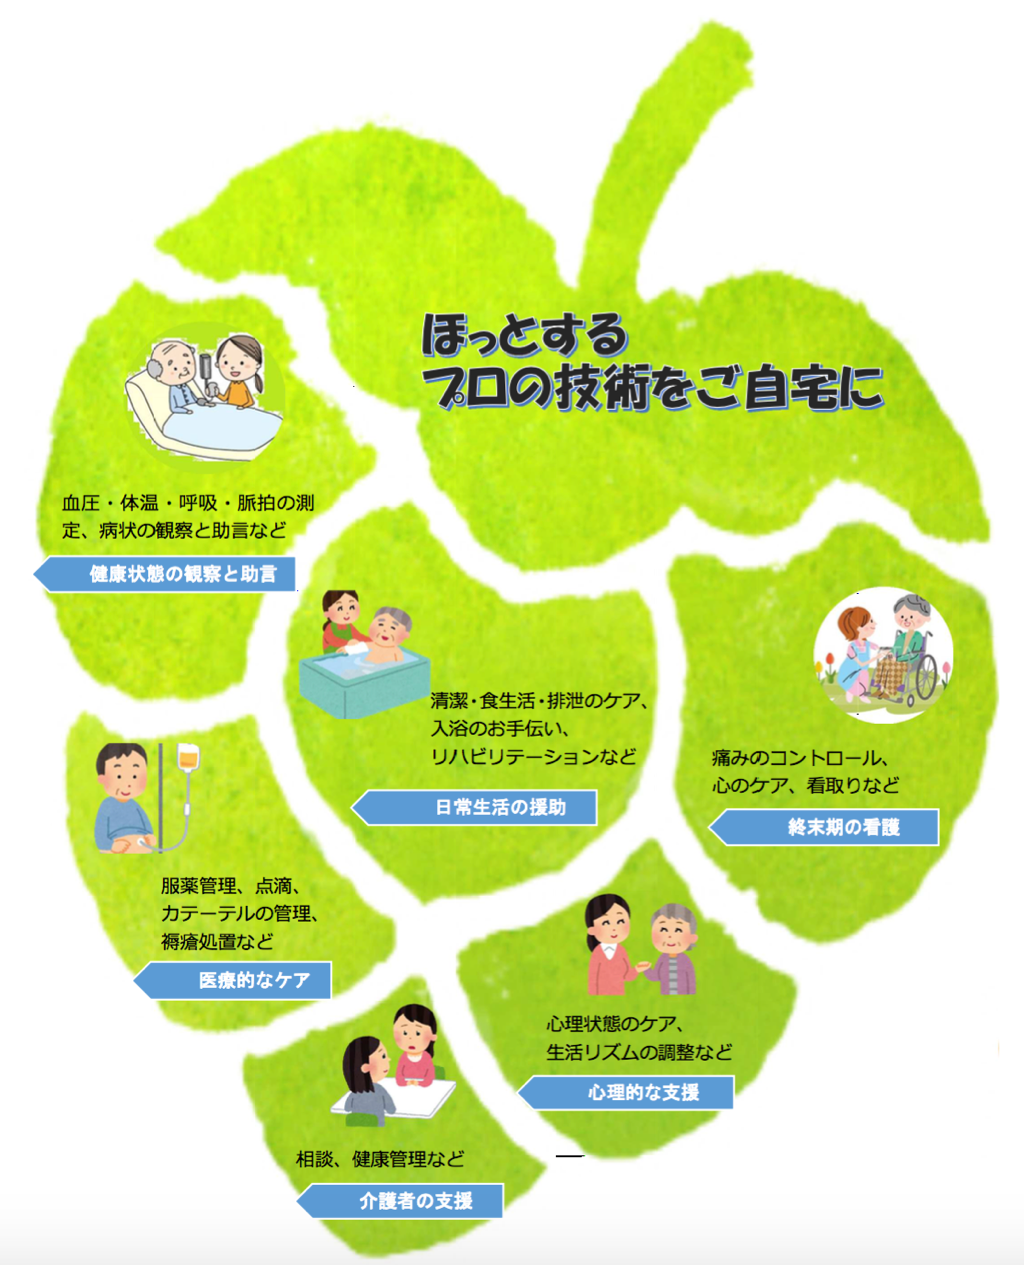 ほっとする
プロの技術をご自宅に
血圧・体温・呼吸・脈拍の測
定、病状の観察と助言など
健康状態の観察と助言
清潔・食生活・排泄のケア、
入浴のお手伝い、
リハビリテーションなど
日常生活の援助
痛みのコントロール、
心のケア、看取りなど
終末期の看護
服薬管理、点滴、
カテーテルの管理、
褥瘡処置など
医療的なケア
心理状態のケア、
生活リズムの調整など
心理的な支援
相談、健康管理など
介護者の支援